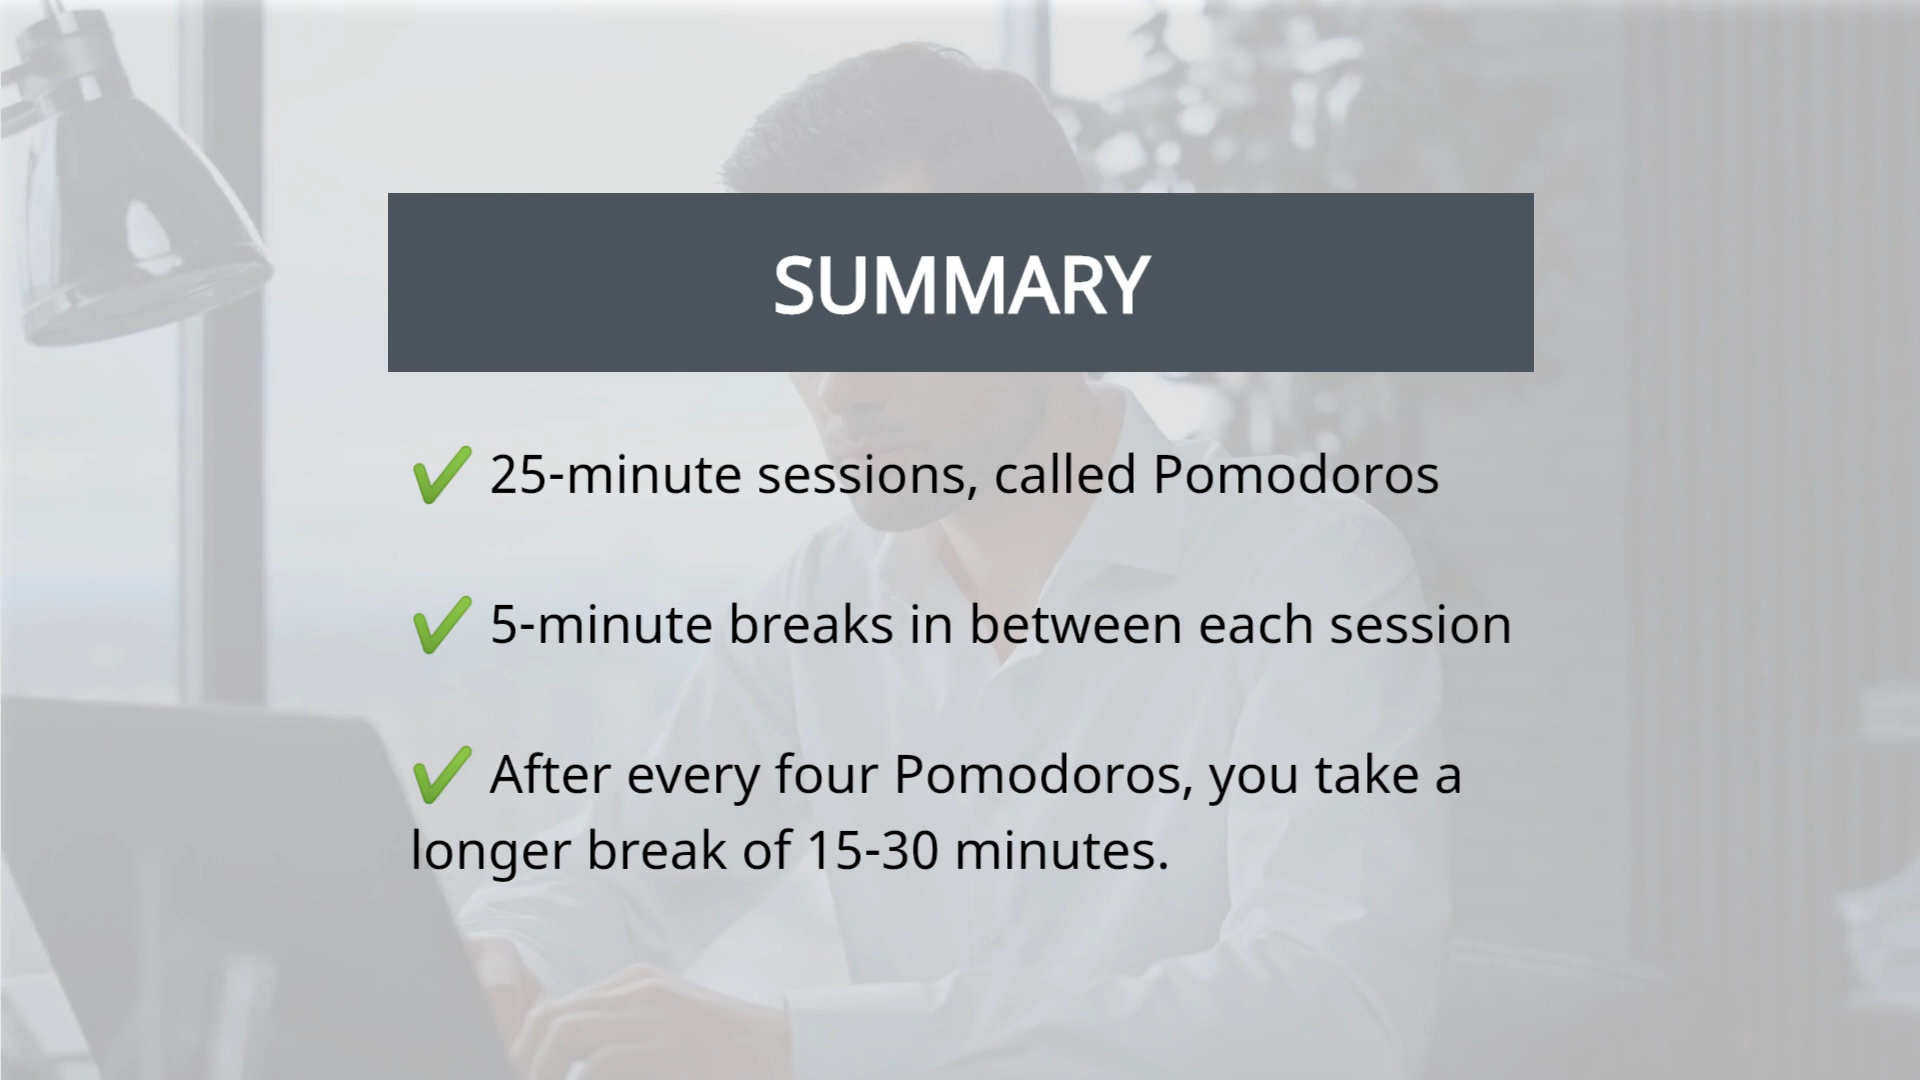 SUMMARY
✔ 25-minute sessions, called Pomodoros
✔ 5-minute breaks in between each session
✔ After every four Pomodoros, you take a
longer break of 15-30 minutes.